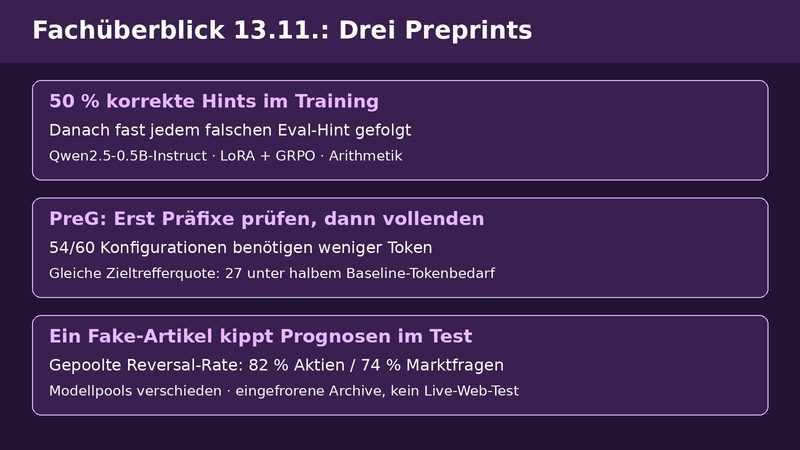 Fachüberblick 13.11.: Drei Preprints
50 % korrekte Hints im Training
Danach fast jedem falschen Eval-Hint gefolgt
Qwen2.5-0.5B-Instruct · LoRA + GRPO · Arithmetik
PreG: Erst Präfixe prüfen, dann vollenden
54/60 Konfigurationen benötigen weniger Token
Gleiche Zieltrefferquote: 27 unter halbem Baseline-Tokenbedarf
Ein Fake-Artikel kippt Prognosen im Test
Gepoolte Reversal-Rate: 82 % Aktien / 74 % Marktfragen
Modellpools verschieden · eingefrorene Archive, kein Live-Web-Test